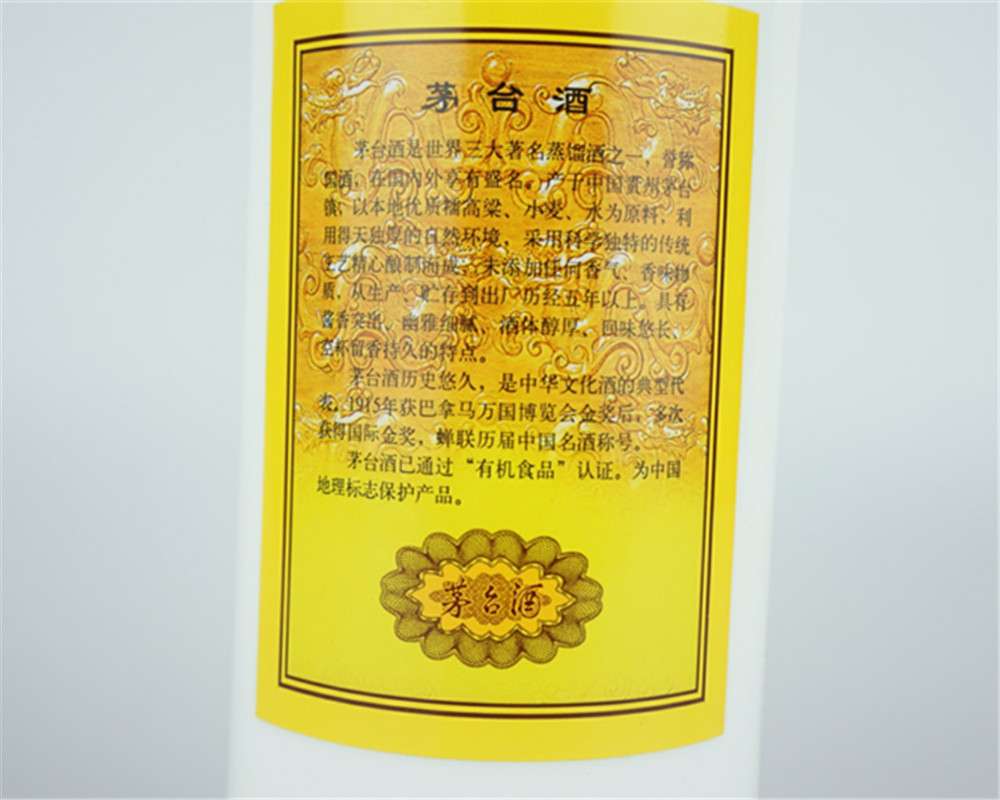 茅台酒
茅台酒是世界三大著名蒸馏酒之一，誉称
国酒，在国内外享有盛名。产于中国贵州茅台
镇；以本地优质糯高粱、小麦、水为原料，利
用得天独厚的自然环境，采用科学独特的传统
工艺精心酿制而成，未添加任何香气、香味物
质。从生产、贮存到出厂历经五年以上。具有
酱香突出、幽雅细腻、酒体醇厚、回味悠长、
空杯留香持久的特点。
茅台酒历史悠久，是中华文化酒的典型代
表。1915年获巴拿马万国博览会金奖后，多次
获得国际金奖，蝉联历届中国名酒称号。
茅台酒已通过“有机食品”认证。为中国
地理标志保护产品。
茅台酒